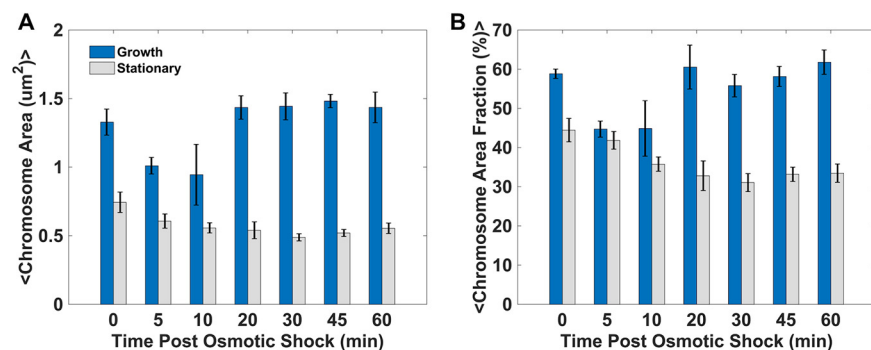 A
<Chromosome Area (um²)>
2
1.5
1
0.5
0
Growth
Stationary
0 5 10 20 30 45 60
Time Post Osmotic Shock (min)
B
<Chromosome Area Fraction (%)>
70
60
50
40
30
20
10
0
0 5 10 20 30 45 60
Time Post Osmotic Shock (min)